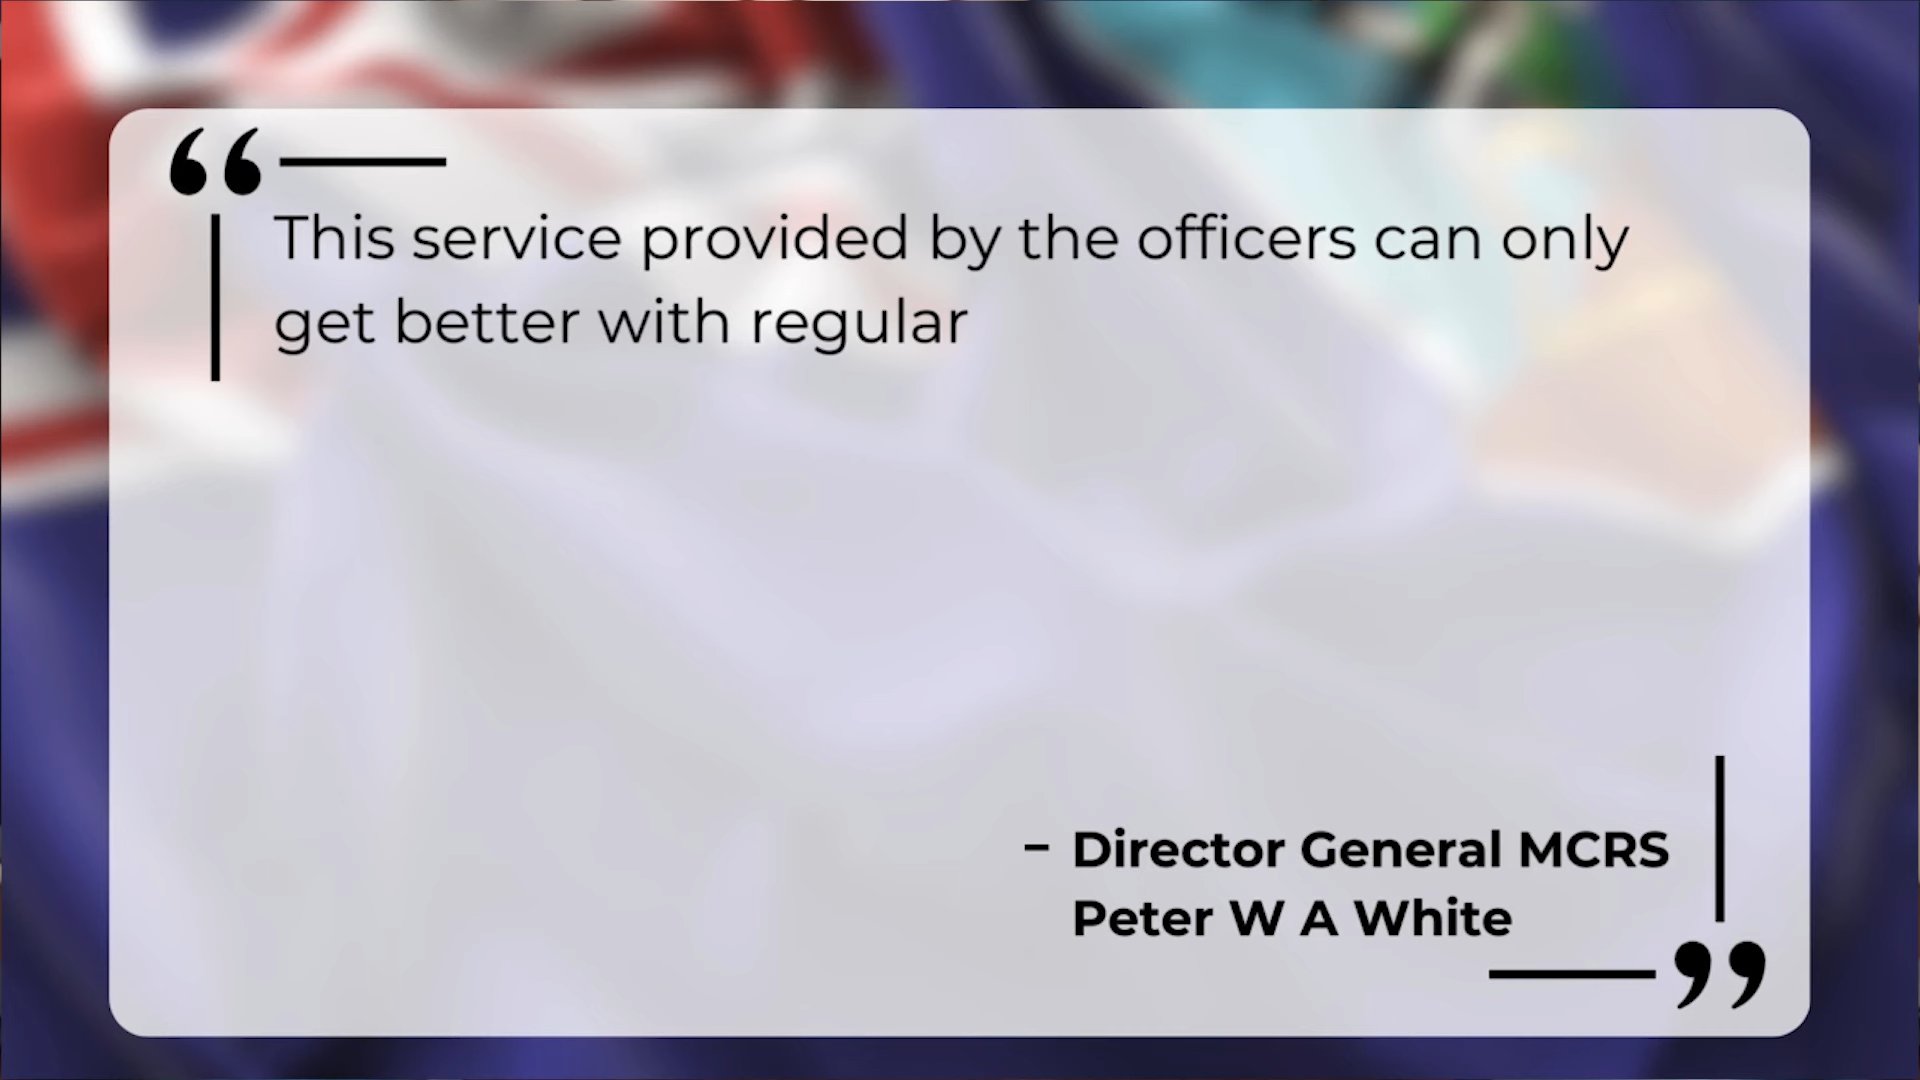 “
This service provided by the officers can only
get better with regular
– Director General MCRS
Peter W A White
”